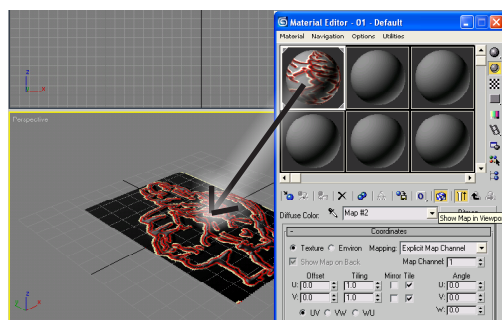 Material Editor - 01 - Default
Material Navigation Options Utilities
z
x
Perspective
Diffuse Color: Map #2
Show Map in Viewpo
- Coordinates
Texture Environ Mapping: Explicit Map Channel
Show Map on Back Map Channel: 1
Offset Tiling Mirror Tile Angle
U: 0.0 1.0 U: 0.0
V: 0.0 1.0 V: 0.0
UV VW WU W: 0.0
z
x